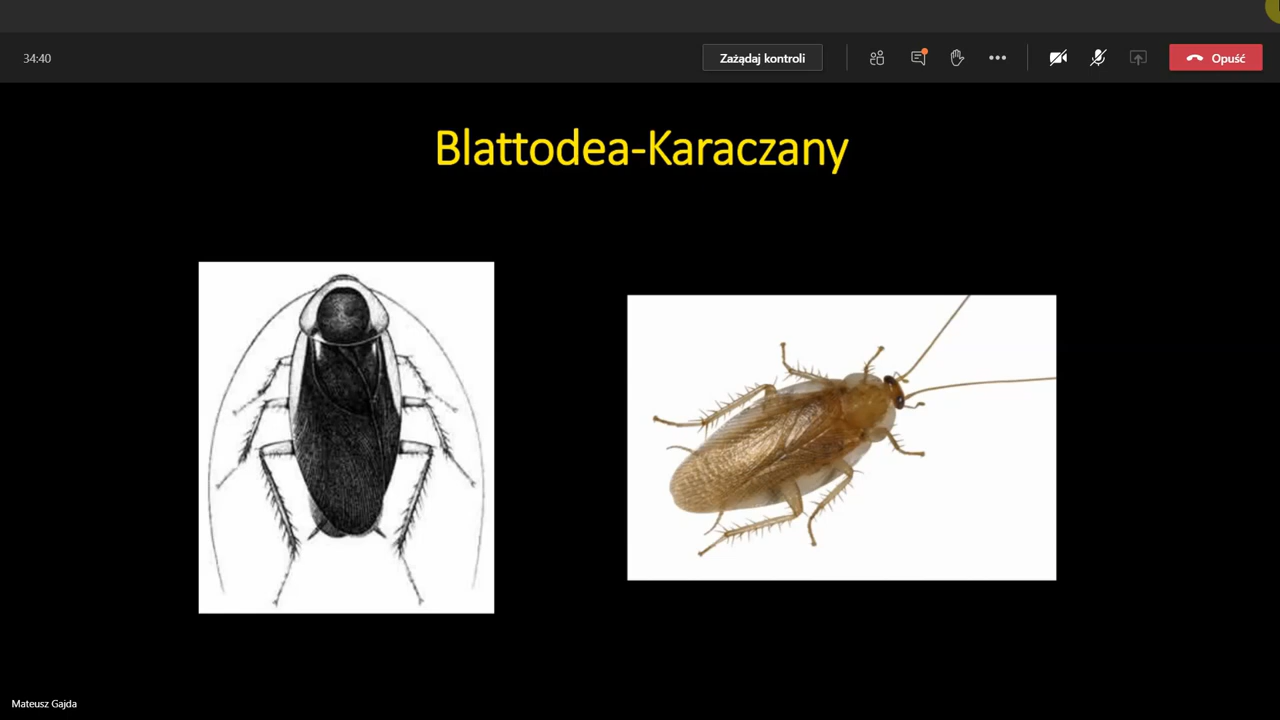 34:40
Zażądaj kontroli
Opuść
Blattodea-Karaczany
Mateusz Gajda